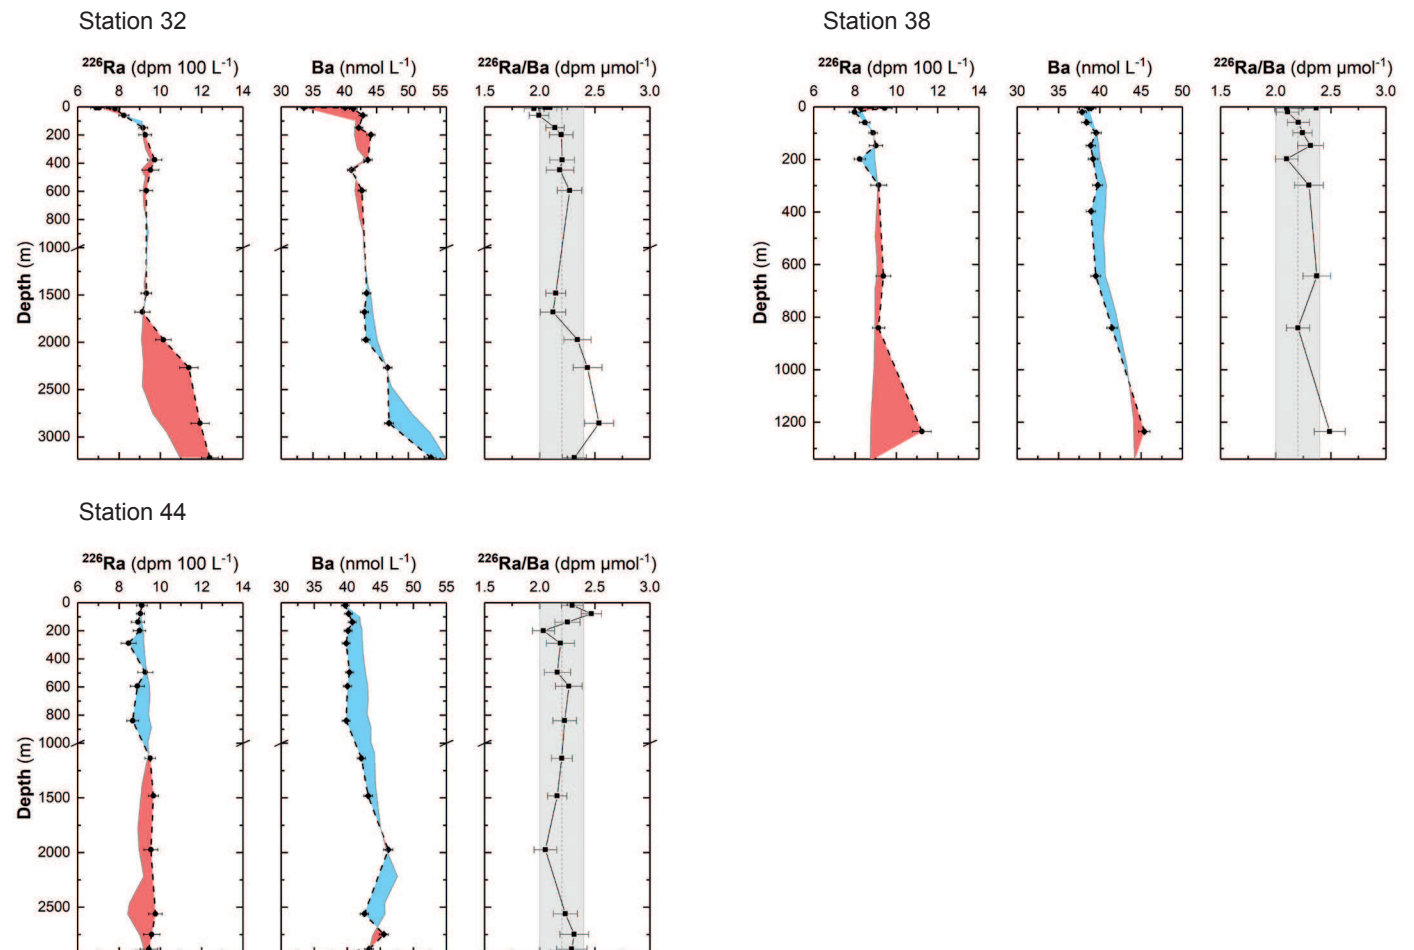 Station 32
Station 38
²²⁶Ra (dpm 100 L⁻¹) Ba (nmol L⁻¹) ²²⁶Ra/Ba (dpm µmol⁻¹)
6 8 10 12 14 30 35 40 45 50 55 1.5 2.0 2.5 3.0
0
200
400
600
800
1000
1500
2000
2500
3000
Depth (m)
²²⁶Ra (dpm 100 L⁻¹) Ba (nmol L⁻¹) ²²⁶Ra/Ba (dpm µmol⁻¹)
6 8 10 12 14 30 35 40 45 50 1.5 2.0 2.5 3.0
0
200
400
600
800
1000
1200
Depth (m)
Station 44
²²⁶Ra (dpm 100 L⁻¹) Ba (nmol L⁻¹) ²²⁶Ra/Ba (dpm µmol⁻¹)
6 8 10 12 14 30 35 40 45 50 55 1.5 2.0 2.5 3.0
0
200
400
600
800
1000
1500
2000
2500
Depth (m)